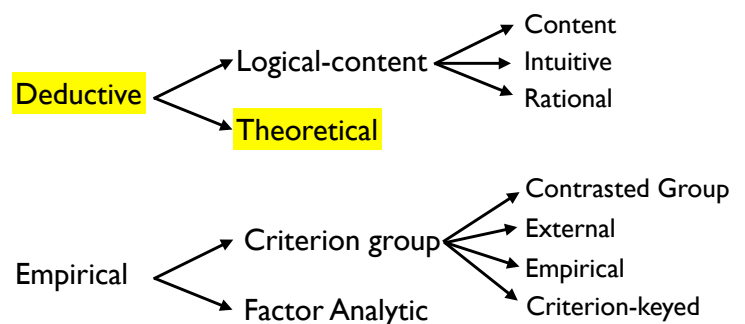 Deductive
Logical-content
Theoretical
Content
Intuitive
Rational
Empirical
Criterion group
Factor Analytic
Contrasted Group
External
Empirical
Criterion-keyed